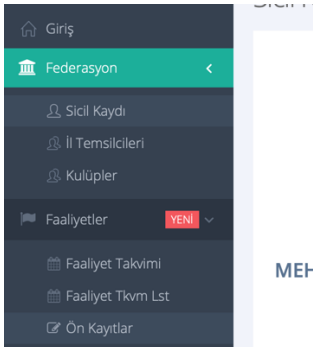 Giriş
Federasyon
Sicil Kaydı
İl Temsilcileri
Kulüpler
Faaliyetler YENİ
Faaliyet Takvimi
Faaliyet Tkvm Lst
Ön Kayıtlar
MEH